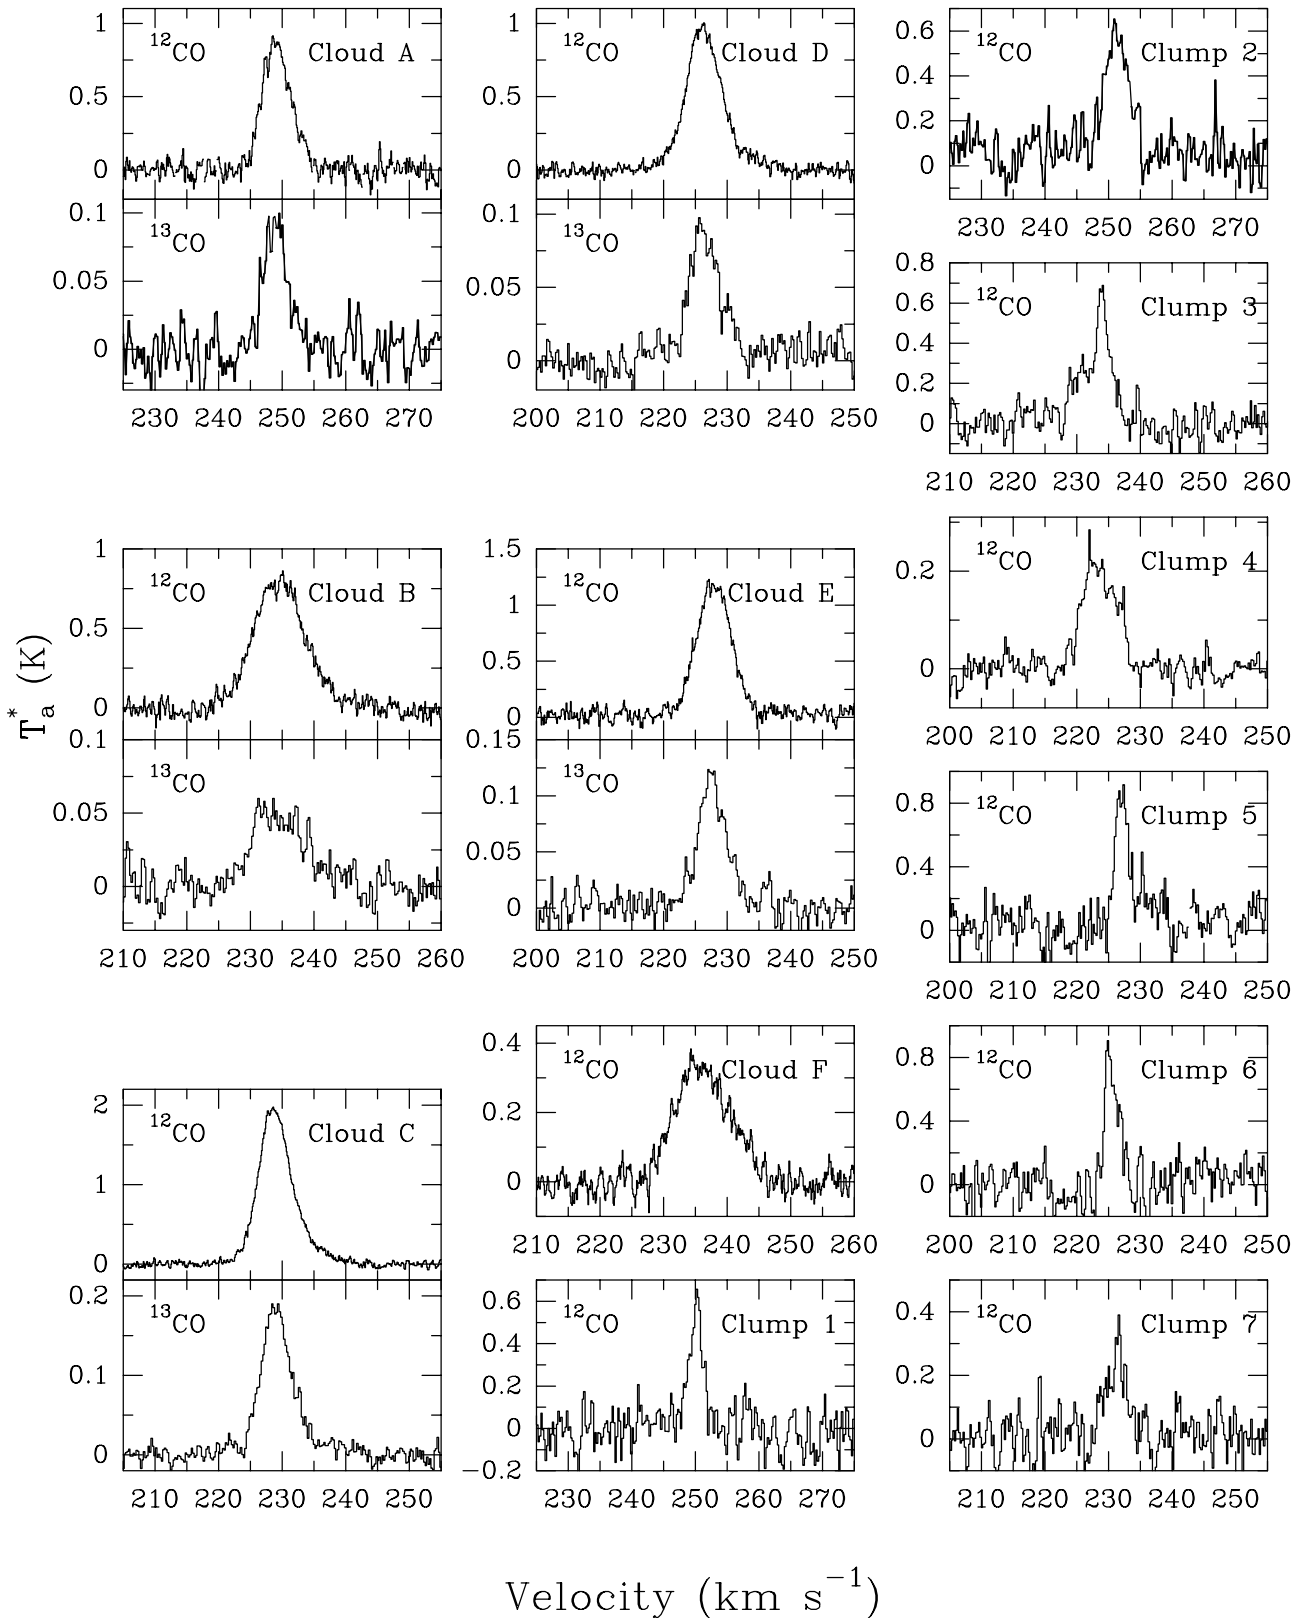 ¹²CO Cloud A
1
0.5
0
¹³CO
0.1
0.05
0
230 240 250 260 270
¹²CO Cloud D
1
0.5
0
¹³CO
0.1
0.05
0
200 210 220 230 240 250
¹²CO Clump 2
0.6
0.4
0.2
0
230 240 250 260 270
¹²CO Clump 3
0.8
0.6
0.4
0.2
0
210 220 230 240 250 260
¹²CO Clump 4
0.2
0
200 210 220 230 240 250
¹²CO Cloud B
1
0.5
0
¹³CO
0.1
0.05
0
210 220 230 240 250 260
¹²CO Cloud E
1.5
1
0.5
0
¹³CO
0.15
0.1
0.05
0
200 210 220 230 240 250
¹²CO Clump 5
0.8
0.4
0
200 210 220 230 240 250
T*a (K)
¹²CO Cloud C
2
1
0
¹³CO
0.2
0.1
0
210 220 230 240 250
¹²CO Cloud F
0.4
0.2
0
210 220 230 240 250 260
¹²CO Clump 6
0.8
0.4
0
200 210 220 230 240 250
¹²CO Clump 1
0.6
0.4
0.2
0
−0.2
230 240 250 260 270
¹²CO Clump 7
0.4
0.2
0
210 220 230 240 250
Velocity (km s⁻¹)